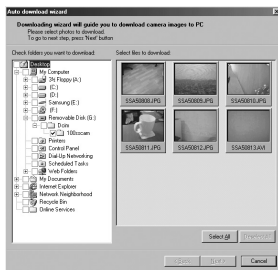 Auto download wizard
Downloading wizard will guide you to download camera images to PC
Please select photos to download.
To go to next step, press 'Next' button
Check folders you want to download:
Select files to download:
Desktop
My Computer
3½ Floppy (A:)
(C:)
(D:)
Samsung (E:)
(F:)
Removable Disk (G:)
Dcim
100sscam
Printers
Control Panel
Dial-Up Networking
Scheduled Tasks
Web Folders
My Documents
Internet Explorer
Network Neighborhood
Recycle Bin
Online Services
SSA50808.JPG
SSA50809.JPG
SSA50810.JPG
SSA50811.JPG
SSA50812.JPG
SSA50813.AVI
Select All
< Back
Next >
Cancel